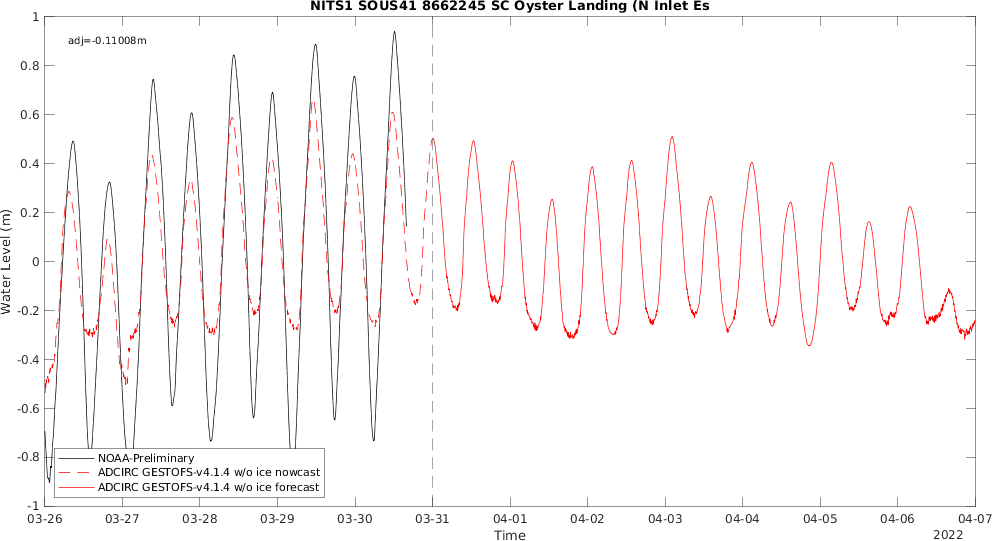 NITS1 SOUS41 8662245 SC Oyster Landing (N Inlet Es
adj=-0.11008m
Water Level (m)
1
0.8
0.6
0.4
0.2
0
-0.2
-0.4
-0.6
-0.8
-1
NOAA-Preliminary
ADCIRC GESTOFS-v4.1.4 w/o ice nowcast
ADCIRC GESTOFS-v4.1.4 w/o ice forecast
03-26 03-27 03-28 03-29 03-30 03-31 04-01 04-02 04-03 04-04 04-05 04-06 04-07
Time
2022